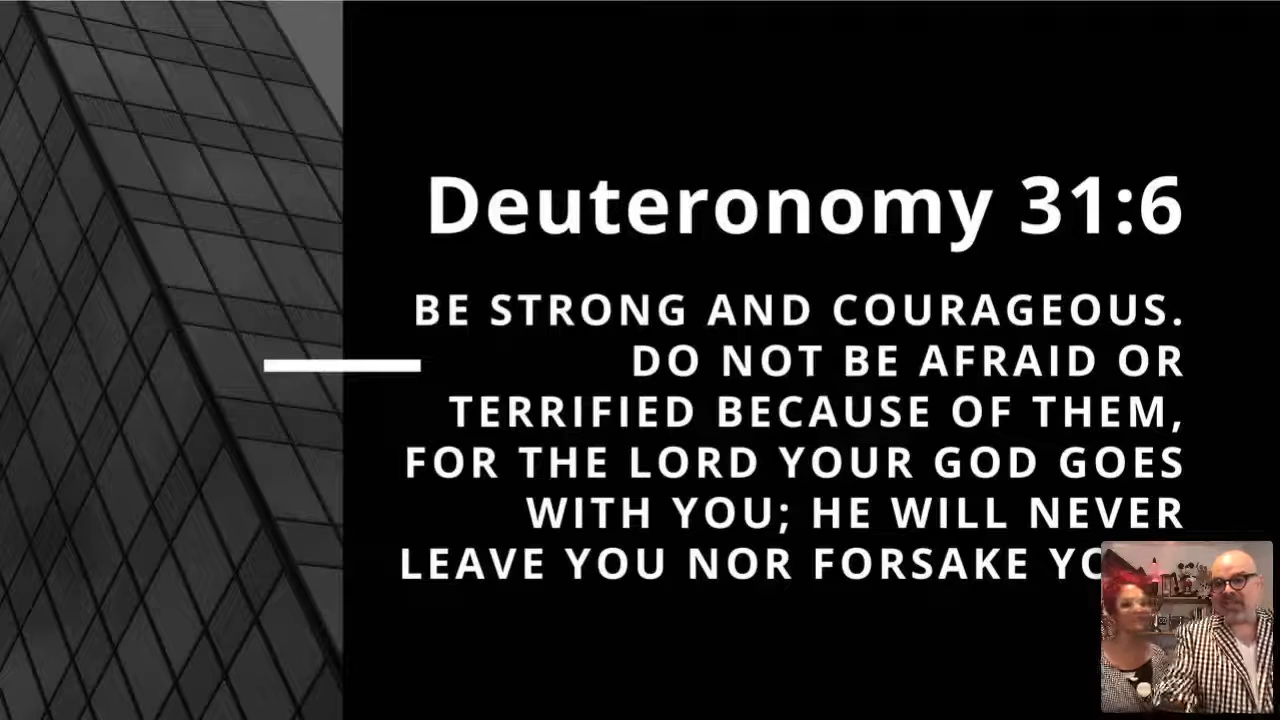 Deuteronomy 31:6
BE STRONG AND COURAGEOUS.
DO NOT BE AFRAID OR
TERRIFIED BECAUSE OF THEM,
FOR THE LORD YOUR GOD GOES
WITH YOU; HE WILL NEVER
LEAVE YOU NOR FORSAKE